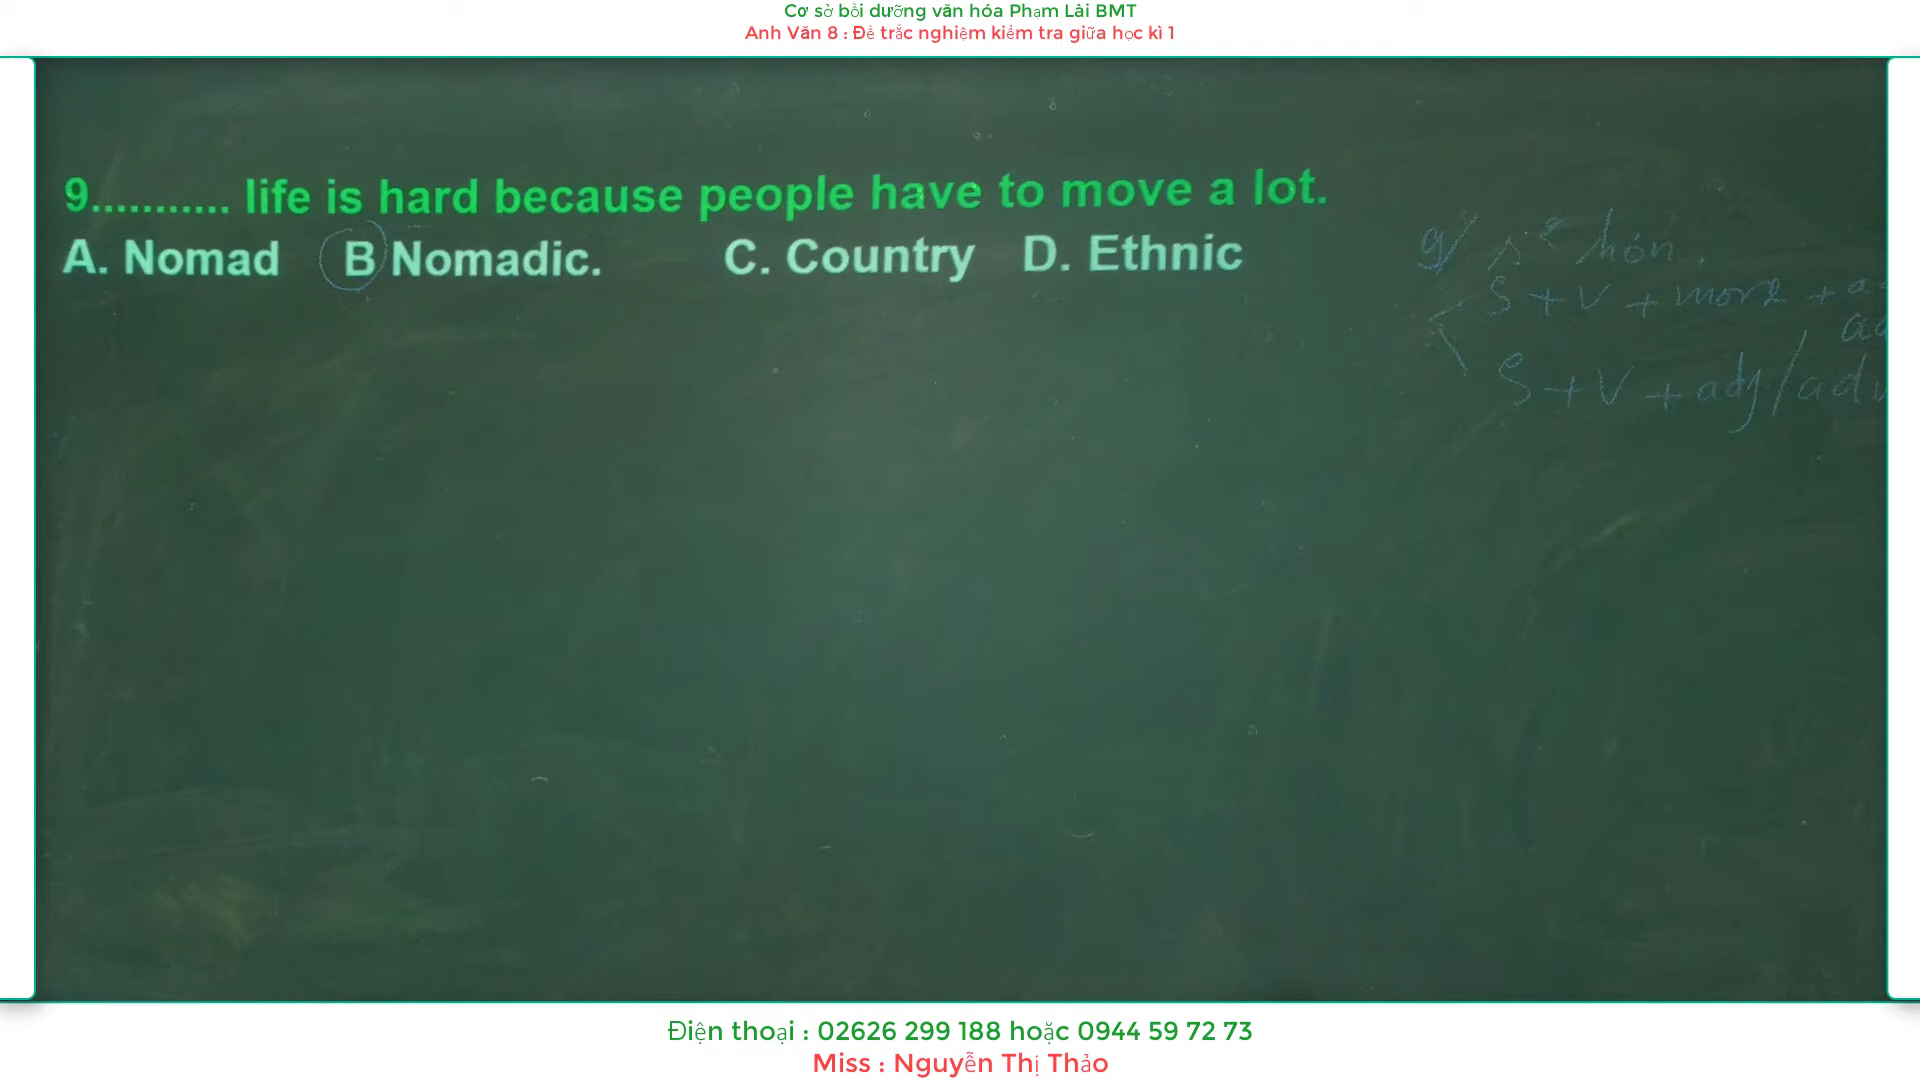 Cơ sở bồi dưỡng văn hóa Phạm Lài BMT
Anh Văn 8 : Đề trắc nghiệm kiểm tra giữa học kì 1
9........... life is hard because people have to move a lot.
A. Nomad B Nomadic. C. Country D. Ethnic
9/ s² hơn.
S + V + more + a
S + V + adj/adv
Điện thoại : 02626 299 188 hoặc 0944 59 72 73
Miss : Nguyễn Thị Thảo